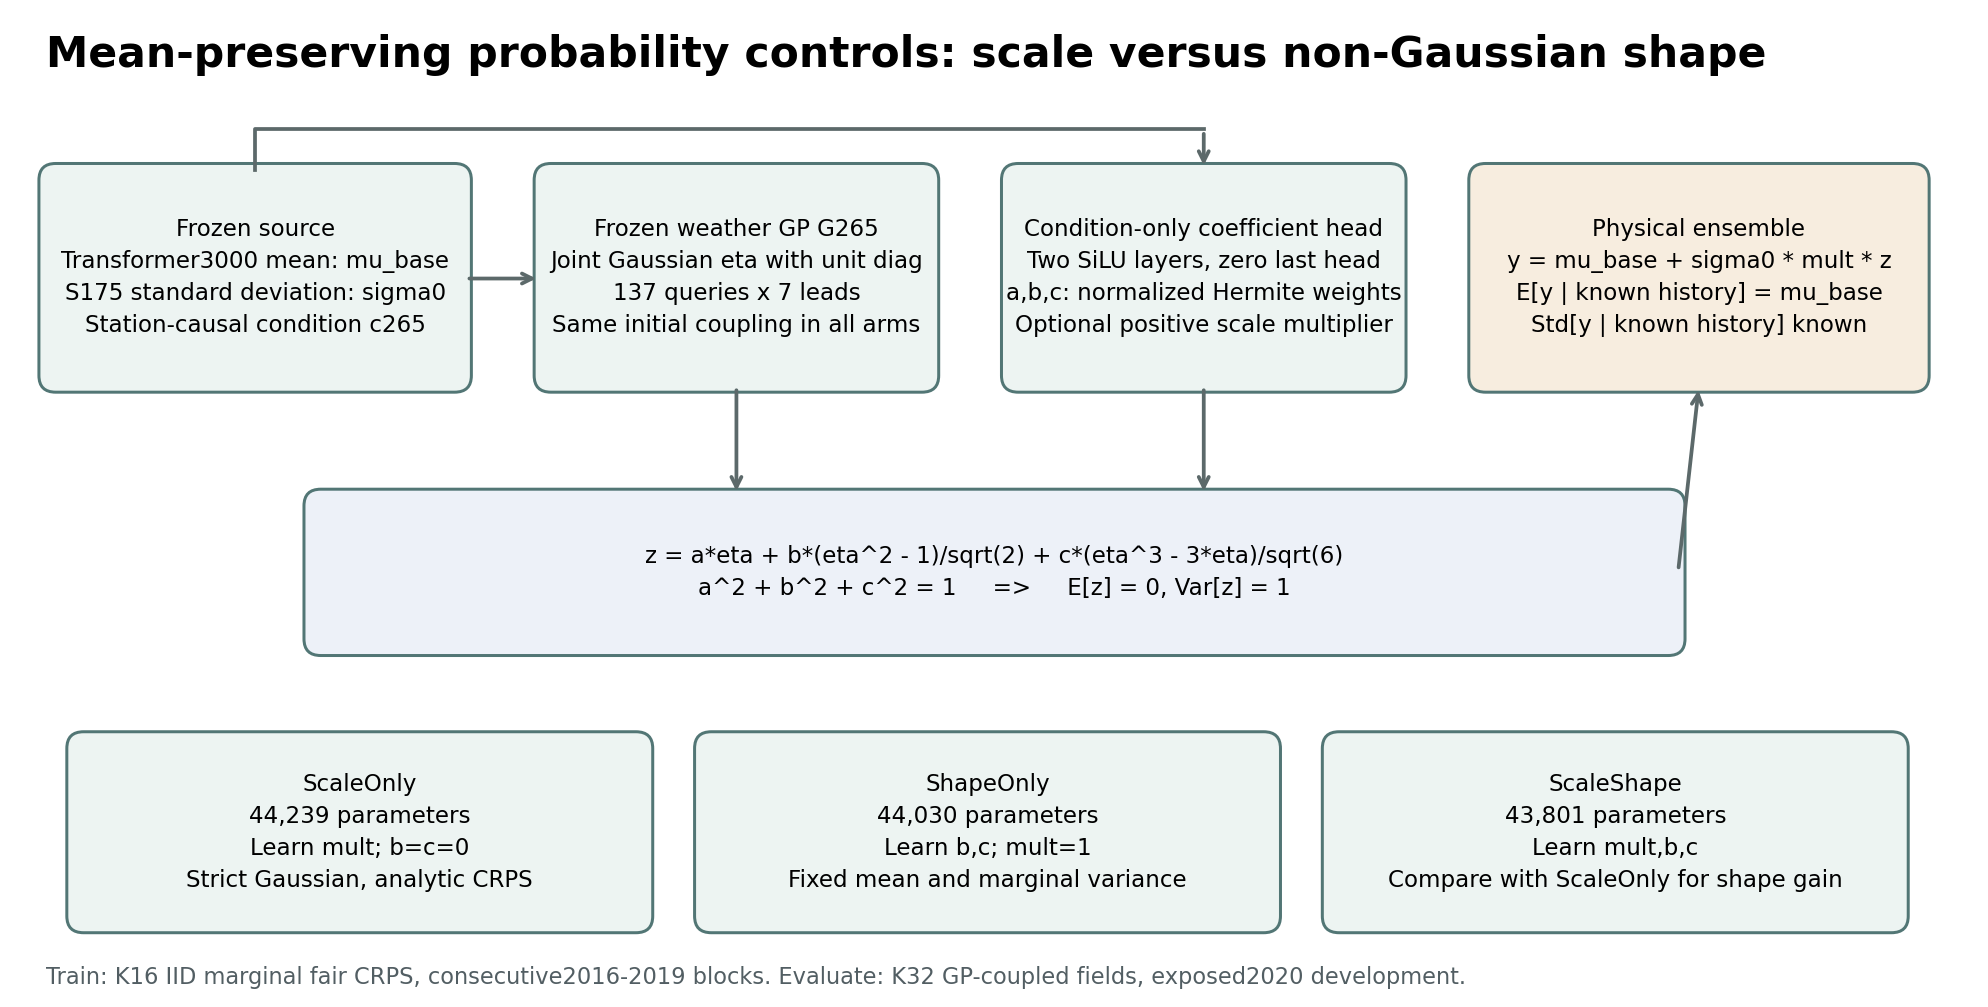 Mean-preserving probability controls: scale versus non-Gaussian shape
Frozen source
Transformer3000 mean: mu_base
S175 standard deviation: sigma0
Station-causal condition c265
Frozen weather GP G265
Joint Gaussian eta with unit diag
137 queries x 7 leads
Same initial coupling in all arms
Condition-only coefficient head
Two SiLU layers, zero last head
a,b,c: normalized Hermite weights
Optional positive scale multiplier
Physical ensemble
y = mu_base + sigma0 * mult * z
E[y | known history] = mu_base
Std[y | known history] known
z = a*eta + b*(eta^2 - 1)/sqrt(2) + c*(eta^3 - 3*eta)/sqrt(6)
a^2 + b^2 + c^2 = 1 => E[z] = 0, Var[z] = 1
ScaleOnly
44,239 parameters
Learn mult; b=c=0
Strict Gaussian, analytic CRPS
ShapeOnly
44,030 parameters
Learn b,c; mult=1
Fixed mean and marginal variance
ScaleShape
43,801 parameters
Learn mult,b,c
Compare with ScaleOnly for shape gain
Train: K16 IID marginal fair CRPS, consecutive2016-2019 blocks. Evaluate: K32 GP-coupled fields, exposed2020 development.